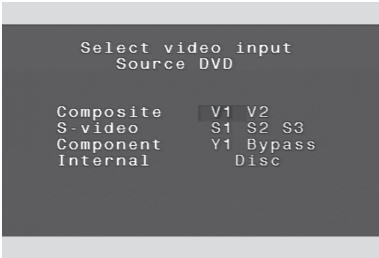 Select video input
Source DVD
Composite V1 V2
S-video S1 S2 S3
Component Y1 Bypass
Internal Disc